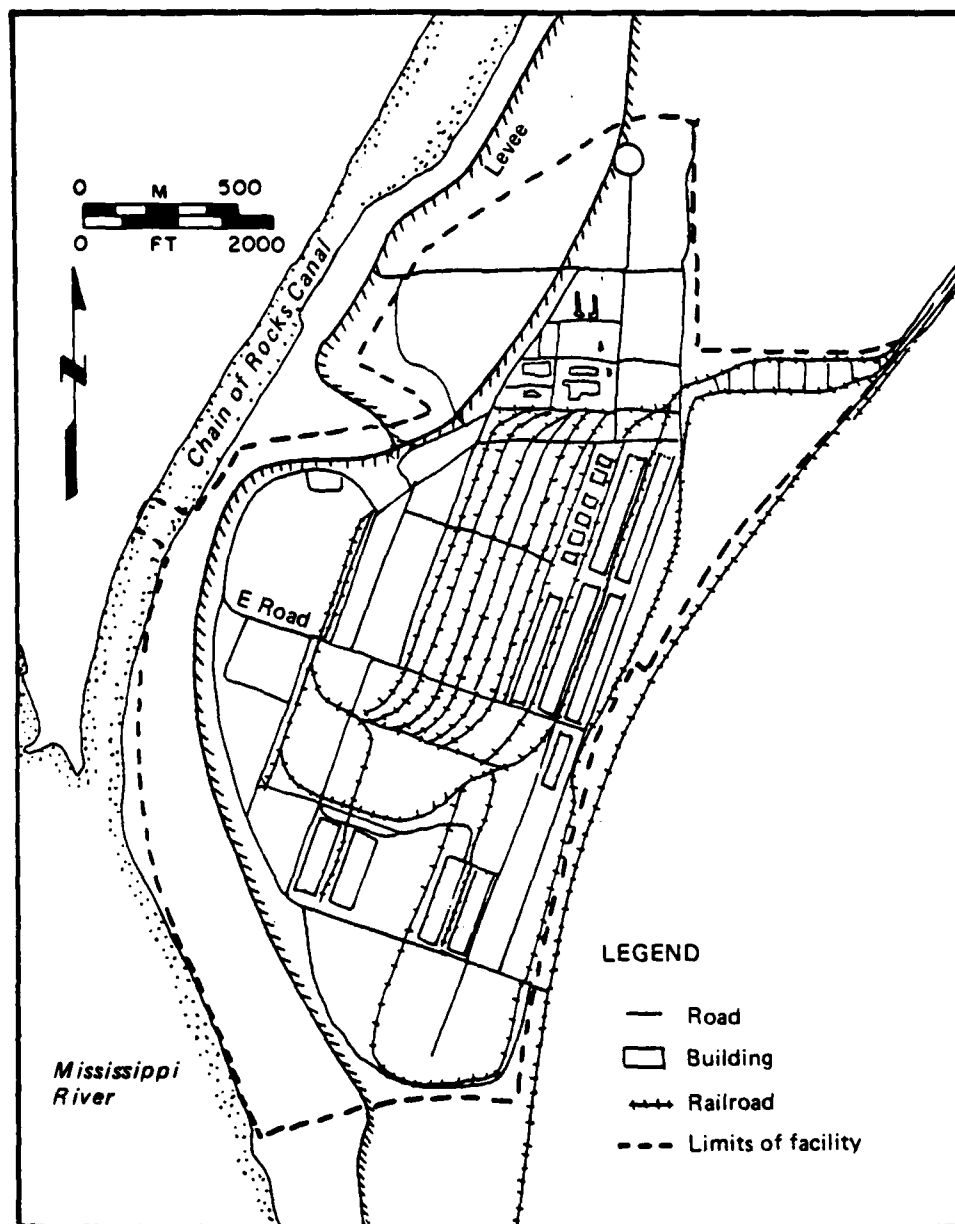 Levee
0 M 500
0 FT 2000
N
Chain of Rocks Canal
E Road
LEGEND
Road
Building
Railroad
Limits of facility
Mississippi
River